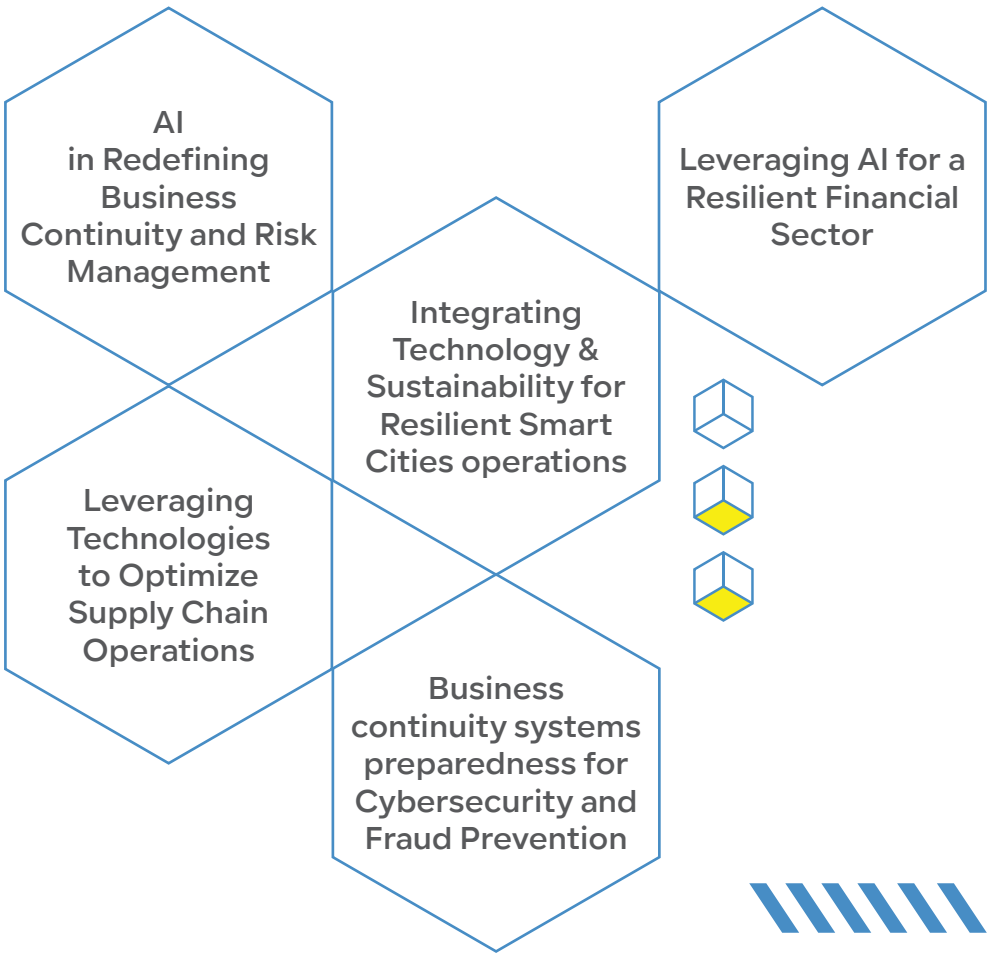 AI
in Redefining
Business
Continuity and Risk
Management
Leveraging AI for a
Resilient Financial
Sector
Integrating
Technology &
Sustainability for
Resilient Smart
Cities operations
Leveraging
Technologies
to Optimize
Supply Chain
Operations
Business
continuity systems
preparedness for
Cybersecurity and
Fraud Prevention